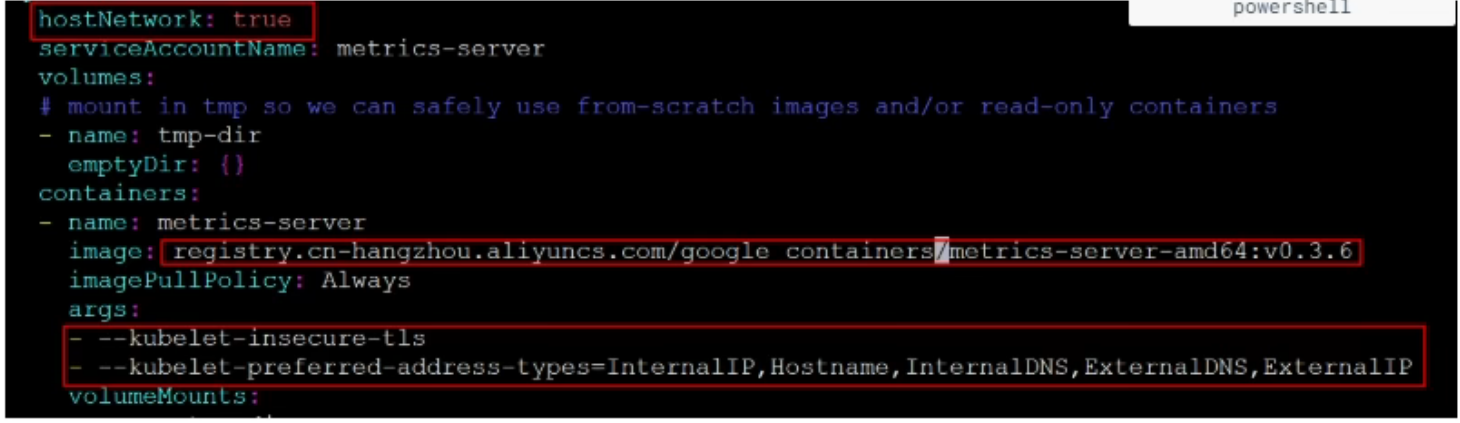 powershell
hostNetwork: true
serviceAccountName: metrics-server
volumes:
# mount in tmp so we can safely use from-scratch images and/or read-only containers
- name: tmp-dir
emptyDir: {}
containers:
- name: metrics-server
image: registry.cn-hangzhou.aliyuncs.com/google_containers/metrics-server-amd64:v0.3.6
imagePullPolicy: Always
args:
- --kubelet-insecure-tls
- --kubelet-preferred-address-types=InternalIP,Hostname,InternalDNS,ExternalDNS,ExternalIP
volumeMounts: